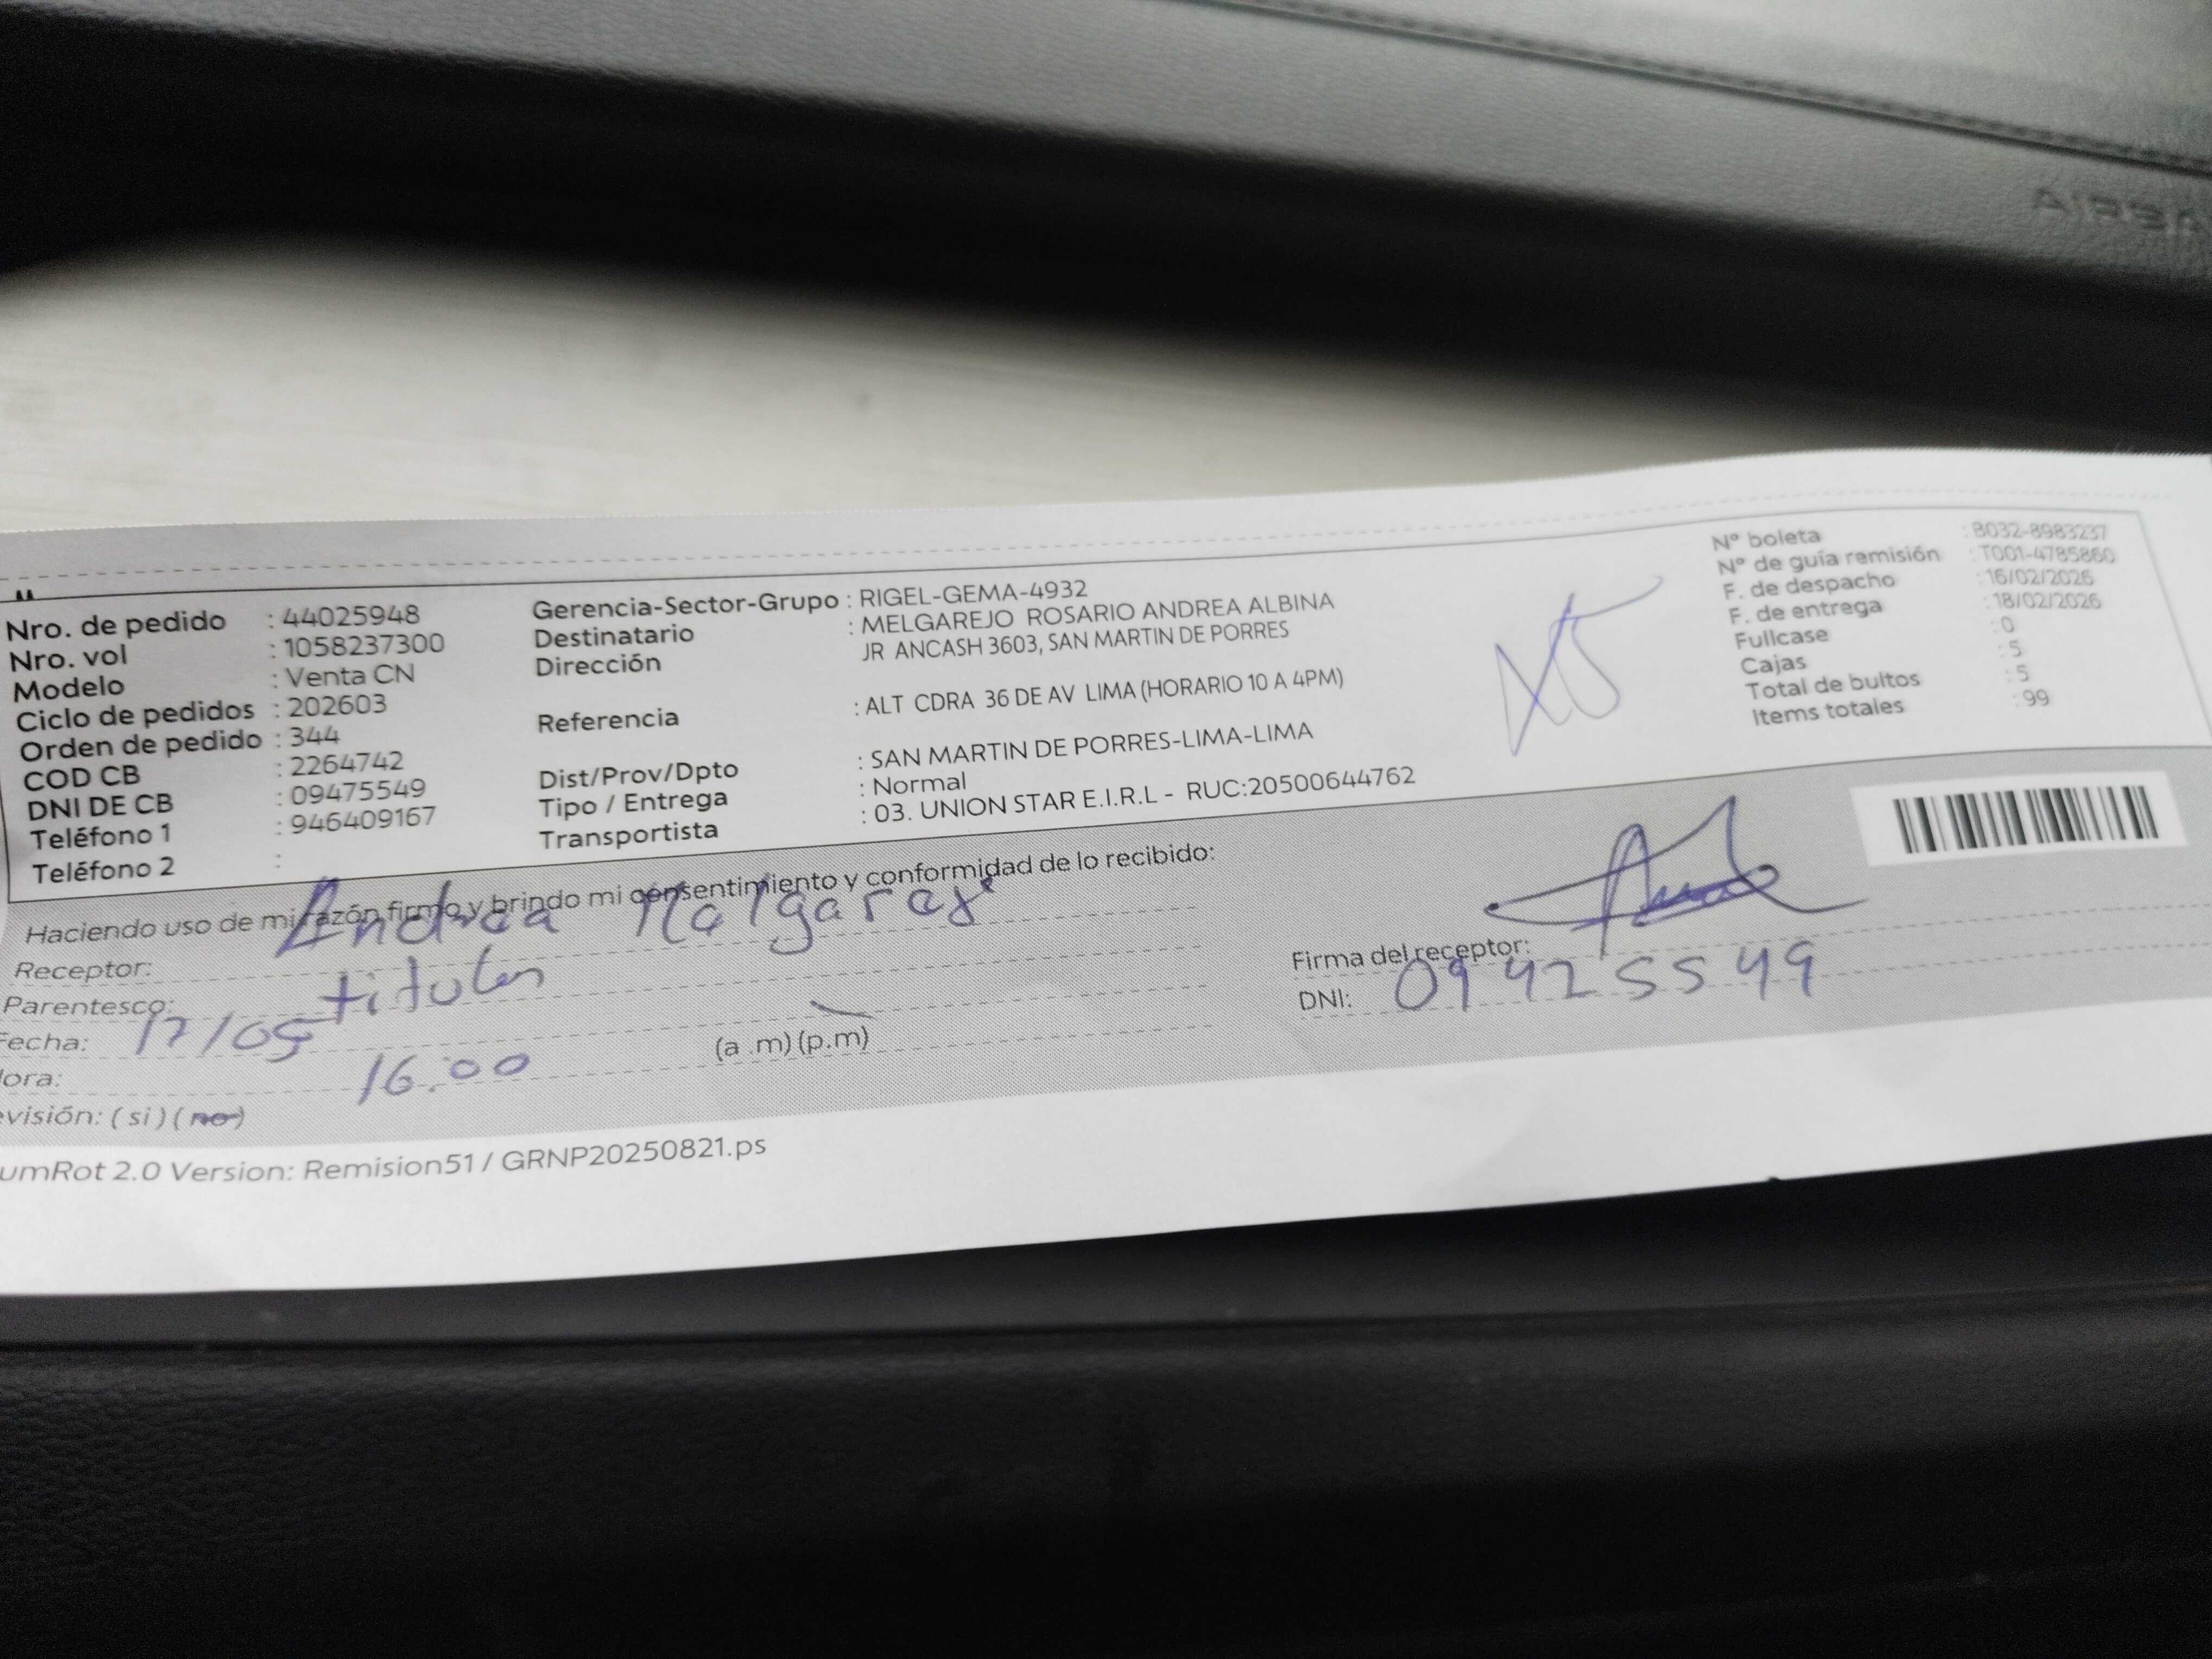 Nro. de pedido : 44025948
Nro. vol : 1058237300
Modelo : Venta CN
Ciclo de pedidos : 202603
Orden de pedido : 344
COD CB : 2264742
DNI DE CB : 09475549
Teléfono 1 : 946409167
Teléfono 2 :
Gerencia-Sector-Grupo : RIGEL-GEMA-4932
Destinatario : MELGAREJO ROSARIO ANDREA ALBINA
Dirección JR ANCASH 3603, SAN MARTIN DE PORRES
Referencia : ALT CDRA 36 DE AV LIMA (HORARIO 10 A 4PM)
Dist/Prov/Dpto : SAN MARTIN DE PORRES-LIMA-LIMA
Tipo / Entrega : Normal
Transportista : 03. UNION STAR E.I.R.L - RUC:20500644762
N° boleta : B032-8983237
N° de guía remisión : T001-4785860
F. de despacho : 16/02/2026
F. de entrega : 18/02/2026
Fullcase : 0
Cajas : 5
Total de bultos : 5
Items totales : 99
Haciendo uso de mi razón firmo y brindo mi consentimiento y conformidad de lo recibido:
Receptor: Andrea
Parentesco: titular
Fecha: 17/05
Hora: 16:00 (a .m) (p.m)
evisión: ( si ) ( no )
Firma del receptor:
DNI: 09425549
umRot 2.0 Version: Remision51 / GRNP20250821.ps